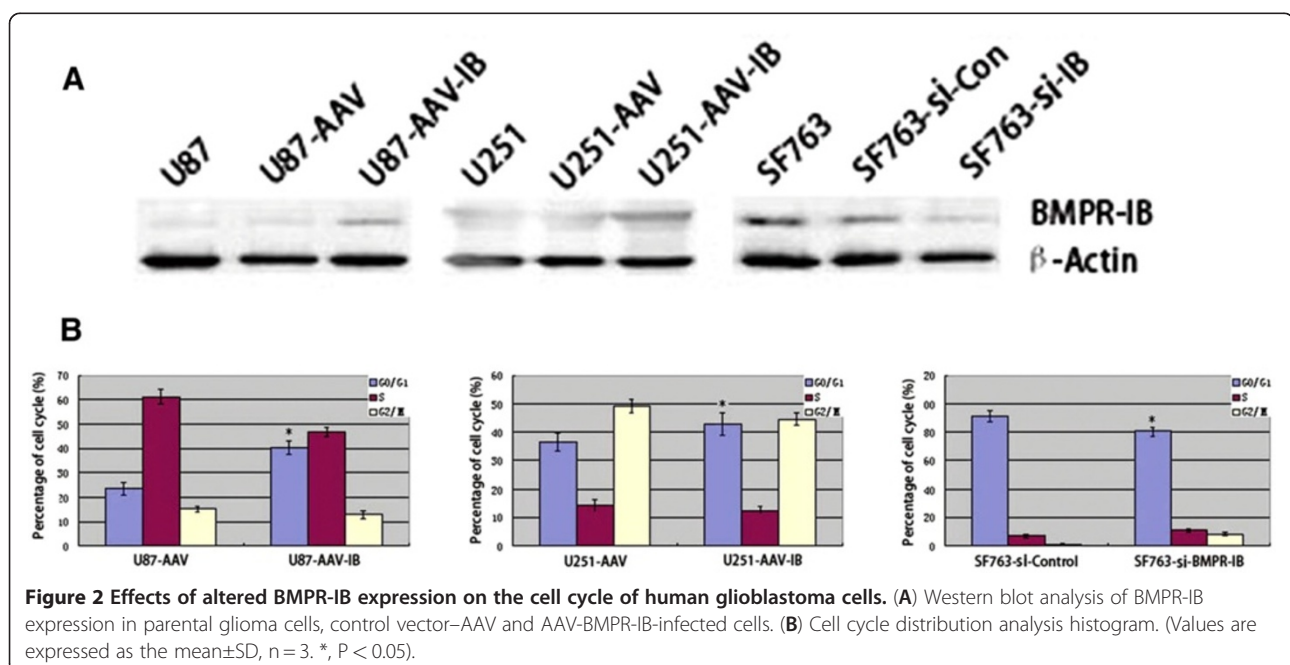 A
U87 U87-AAV U87-AAV-IB U251 U251-AAV U251-AAV-IB SF763 SF763-si-Con SF763-si-IB
BMPR-IB
β-Actin
B
Percentage of cell cycle (%)
70
60
50
40
30
20
10
0
*
G0/G1
S
G2/M
U87-AAV U87-AAV-IB
Percentage of cell cycle (%)
60
50
40
30
20
10
0
*
G0/G1
S
G2/M
U251-AAV U251-AAV-IB
Percentage of cell cycle (%)
20
00
80
60
40
20
0
*
G0/G1
S
G2/M
SF763-si-Control SF763-si-BMPR-IB
Figure 2 Effects of altered BMPR-IB expression on the cell cycle of human glioblastoma cells. (A) Western blot analysis of BMPR-IB
expression in parental glioma cells, control vector–AAV and AAV-BMPR-IB-infected cells. (B) Cell cycle distribution analysis histogram. (Values are
expressed as the mean±SD, n = 3. *, P < 0.05).